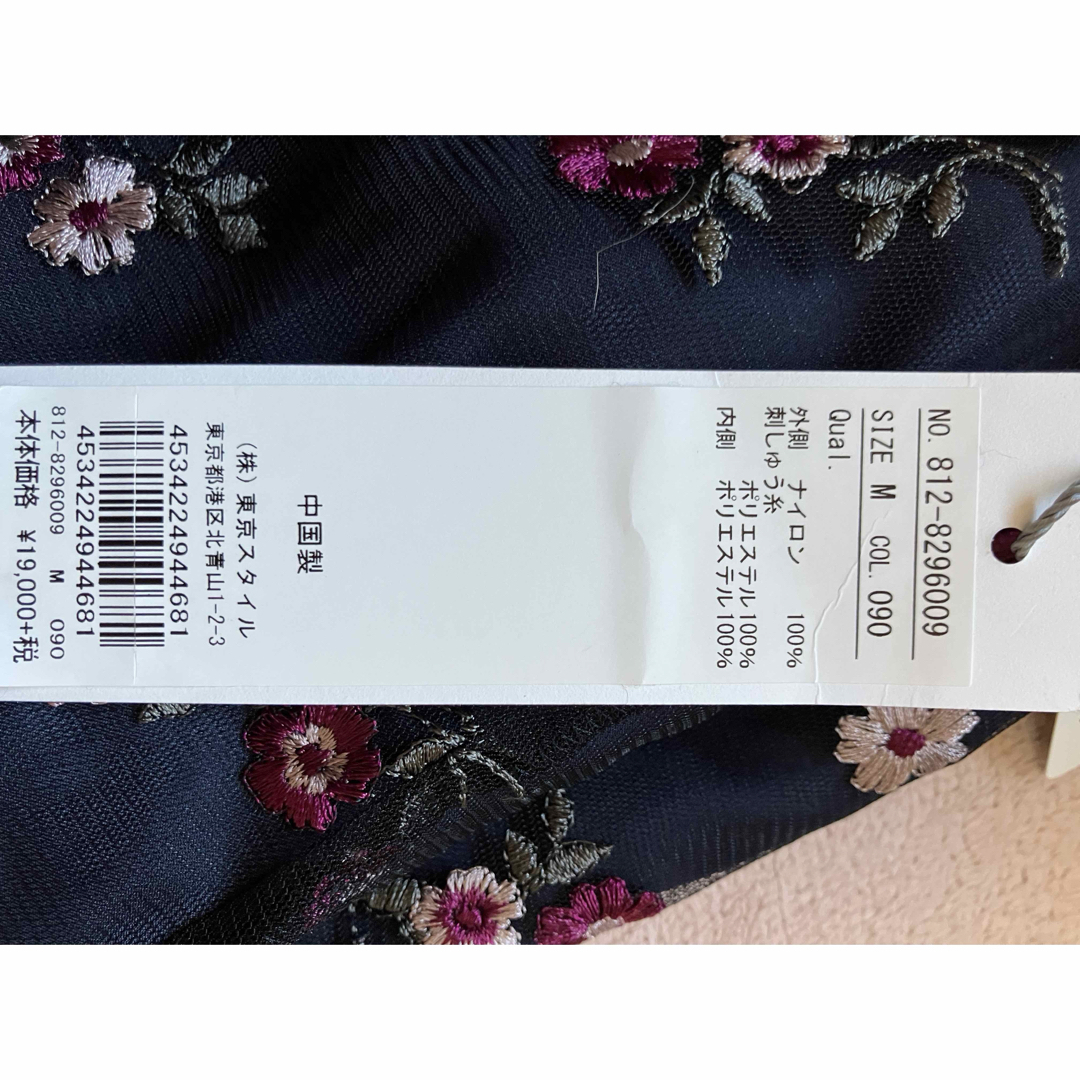 NO. 812-8296009
SIZE M COL. 090
Qual.
外側 ナイロン 100%
刺しゅう糸
ポリエステル100%
内側 ポリエステル100%
中国製
(株)東京スタイル
東京都港区北青山1-2-3
4534224944681
4534224944681
812-8296009 M 090
本体価格 ¥19,000+税